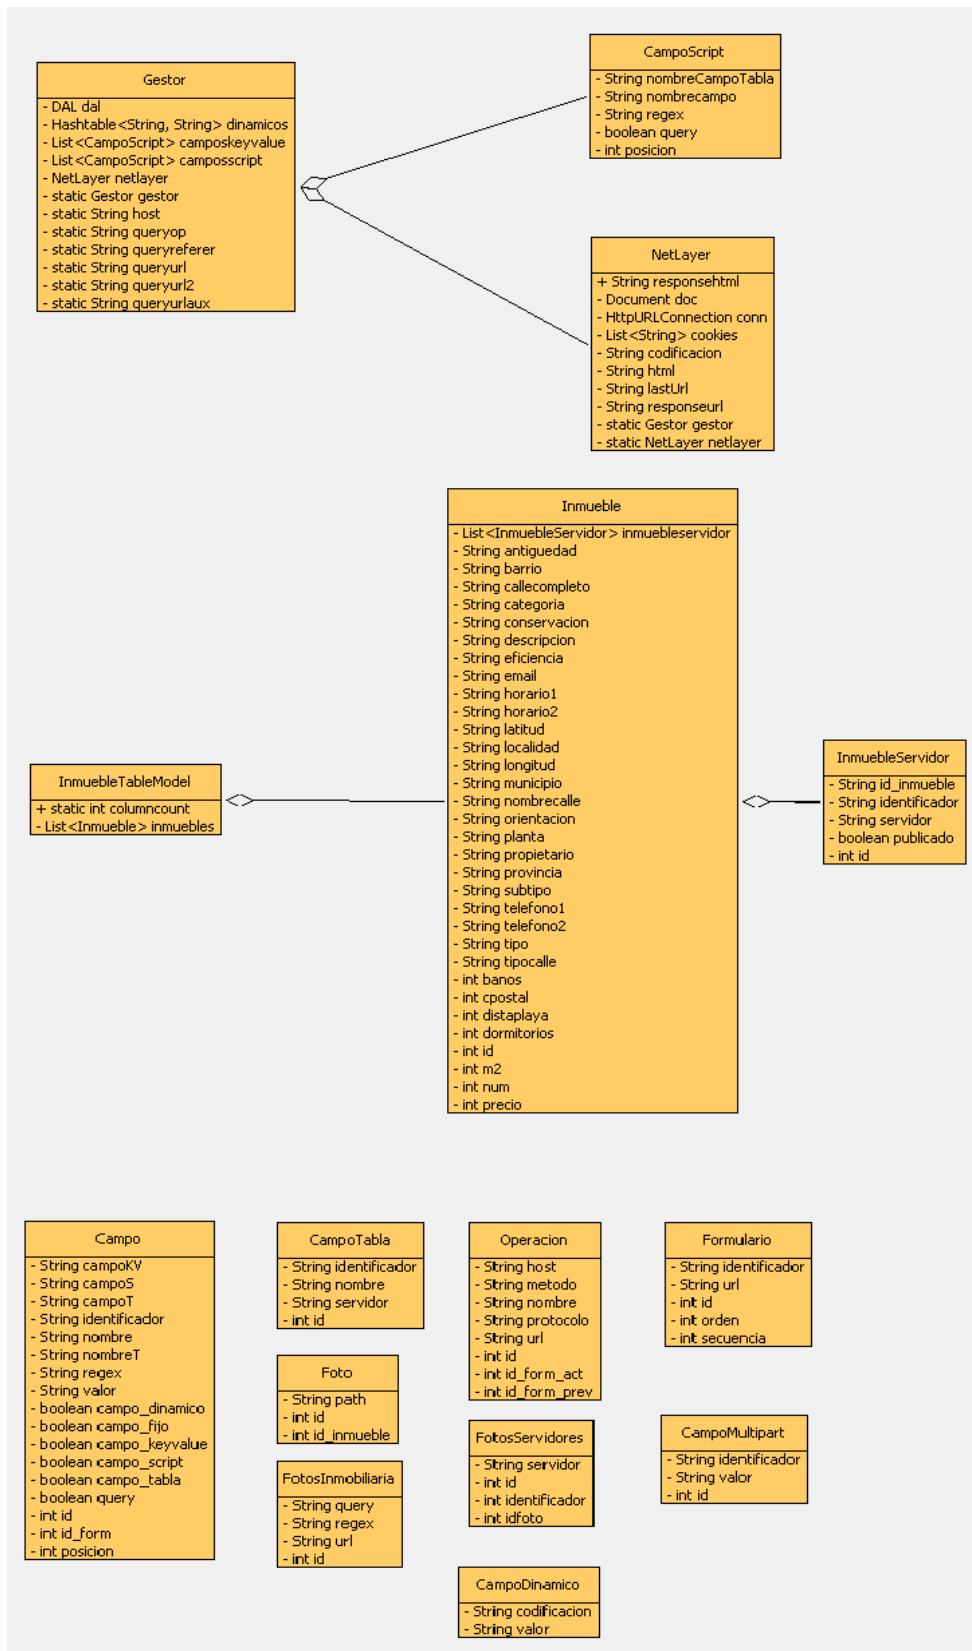 Gestor
- DAL dal
- Hashtable<String, String> dinamicos
- List<CampoScript> camposkeyvalue
- List<CampoScript> camposscript
- NetLayer netlayer
- static Gestor gestor
- static String host
- static String queryop
- static String queryreferer
- static String queryurl
- static String queryurl2
- static String queryurlaux
CampoScript
- String nombreCampoTabla
- String nombrecampo
- String regex
- boolean query
- int posicion
NetLayer
+ String responsehtml
- Document doc
- HttpURLConnection conn
- List<String> cookies
- String codificacion
- String html
- String lastUrl
- String responseurl
- static Gestor gestor
- static NetLayer netlayer
Inmueble
- List<InmuebleServidor> inmuebleservidor
- String antiguedad
- String barrio
- String callecompleto
- String categoria
- String conservacion
- String descripcion
- String eficiencia
- String email
- String horario1
- String horario2
- String latitud
- String localidad
- String longitud
- String municipio
- String nombrecalle
- String orientacion
- String planta
- String propietario
- String provincia
- String subtipo
- String telefono1
- String telefono2
- String tipo
- String tipocalle
- int banos
- int cpostal
- int distaplaya
- int dormitorios
- int id
- int m2
- int num
- int precio
InmuebleTableModel
+ static int columncount
- List<Inmueble> inmuebles
InmuebleServidor
- String id_inmueble
- String identificador
- String servidor
- boolean publicado
- int id
Campo
- String campoKV
- String campoS
- String campoT
- String identificador
- String nombre
- String nombreT
- String regex
- String valor
- boolean campo_dinamico
- boolean campo_fijo
- boolean campo_keyvalue
- boolean campo_script
- boolean campo_tabla
- boolean query
- int id
- int id_form
- int posicion
CampoTabla
- String identificador
- String nombre
- String servidor
- int id
Operacion
- String host
- String metodo
- String nombre
- String protocolo
- String url
- int id
- int id_form_act
- int id_form_prev
Formulario
- String identificador
- String url
- int id
- int orden
- int secuencia
Foto
- String path
- int id
- int id_inmueble
FotosServidores
- String servidor
- int id
- int identificador
- int idfoto
CampoMultipart
- String identificador
- String valor
- int id
FotosInmobiliaria
- String query
- String regex
- String url
- int id
CampoDinamico
- String codificacion
- String valor